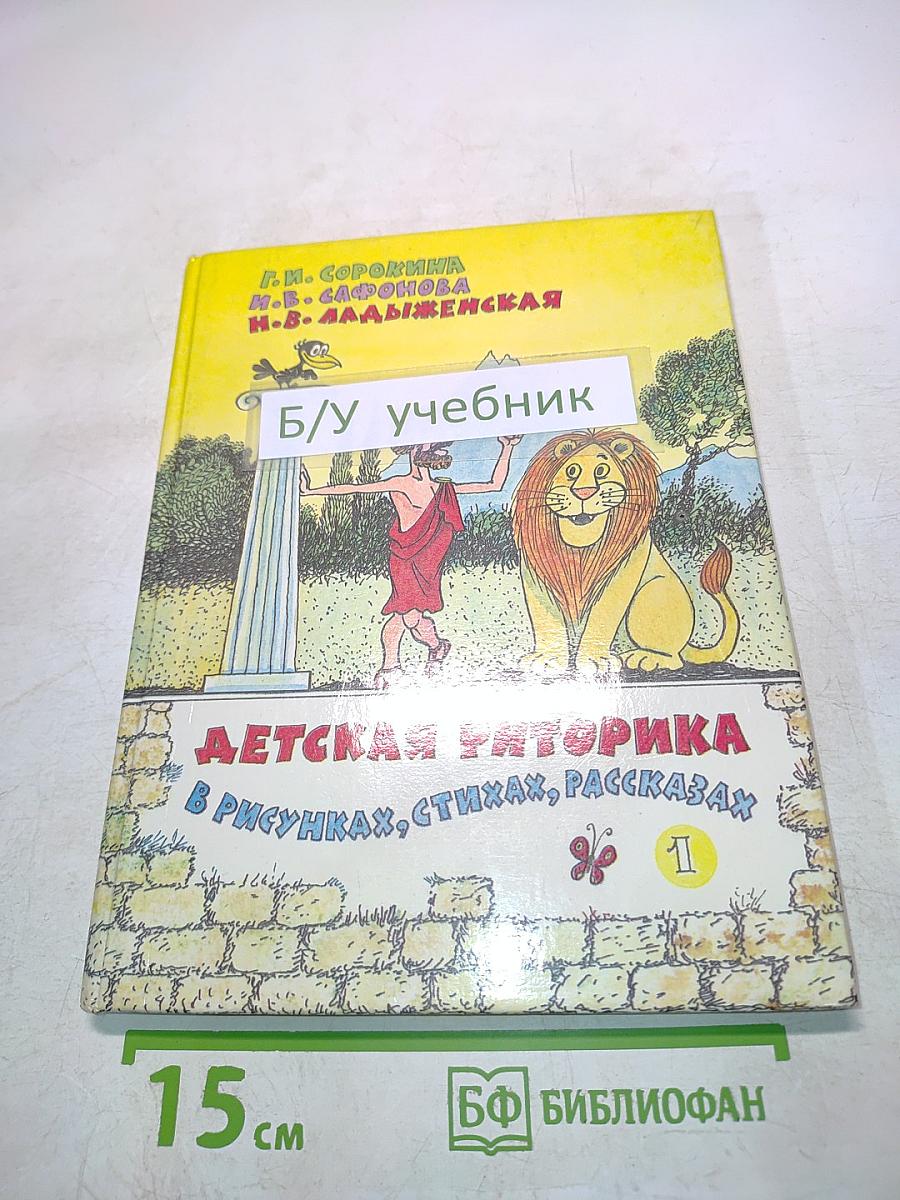 Г.И. СОРОКИНА
И.В. САФОНОВА
Н.В. ЛАДЫЖЕНСКАЯ
Б/У учебник
ДЕТСКАЯ РИТОРИКА
В РИСУНКАХ, СТИХАХ, РАССКАЗАХ
1
15 см
БФ БИБЛИОФАН